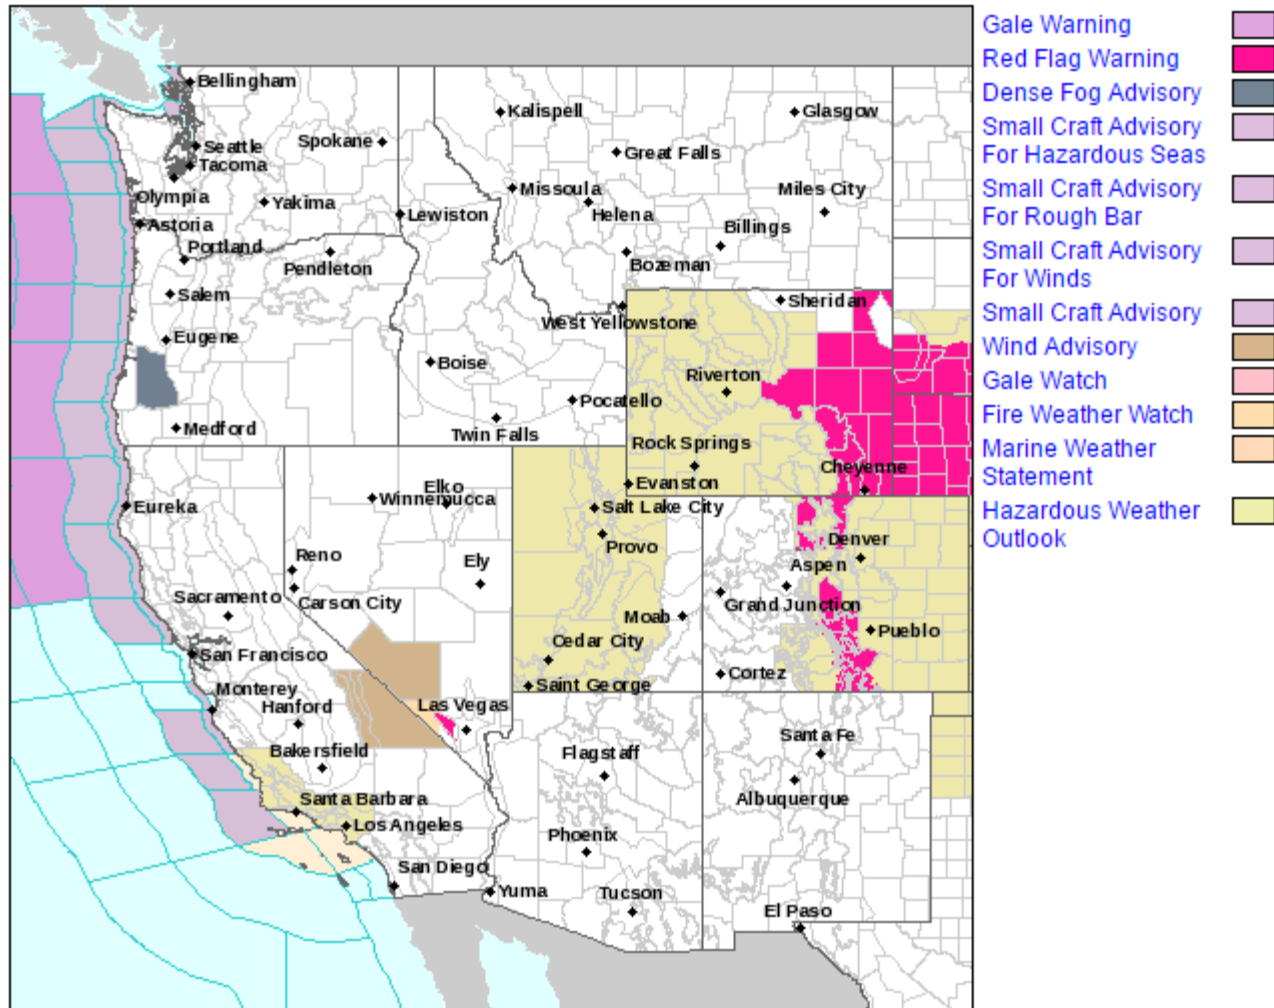 Bellingham
Seattle
Tacoma
Olympia
Astoria
Portland
Salem
Eugene
Medford
Spokane
Yakima
Pendleton
Lewiston
Kalispell
Glasgow
Great Falls
Missoula
Helena
Miles City
Billings
Bozeman
West Yellowstone
Sheridan
Boise
Pocatello
Twin Falls
Riverton
Rock Springs
Cheyenne
Evanston
Eureka
Winnemucca
Elko
Reno
Carson City
Ely
Sacramento
San Francisco
Salt Lake City
Provo
Moab
Cedar City
Saint George
Denver
Aspen
Grand Junction
Pueblo
Cortez
Monterey
Hanford
Las Vegas
Bakersfield
Santa Barbara
Los Angeles
San Diego
Yuma
Flagstaff
Phoenix
Tucson
Santa Fe
Albuquerque
El Paso
Gale Warning
Red Flag Warning
Dense Fog Advisory
Small Craft Advisory
For Hazardous Seas
Small Craft Advisory
For Rough Bar
Small Craft Advisory
For Winds
Small Craft Advisory
Wind Advisory
Gale Watch
Fire Weather Watch
Marine Weather
Statement
Hazardous Weather
Outlook